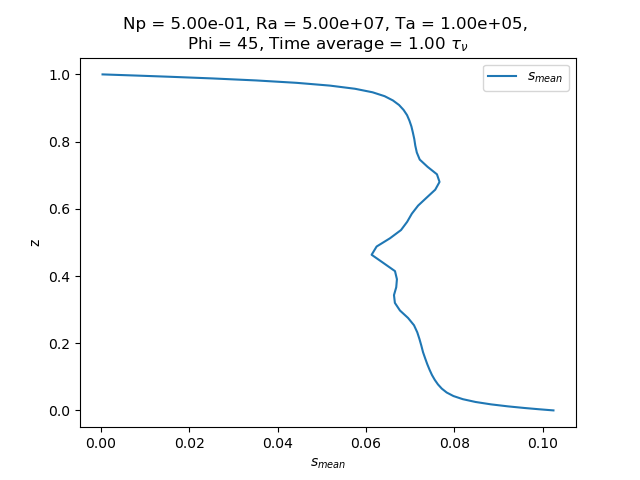 Np = 5.00e-01, Ra = 5.00e+07, Ta = 1.00e+05,
Phi = 45, Time average = 1.00 τν
s_mean
1.0
0.8
0.6
0.4
0.2
0.0
z
0.00 0.02 0.04 0.06 0.08 0.10
s_mean